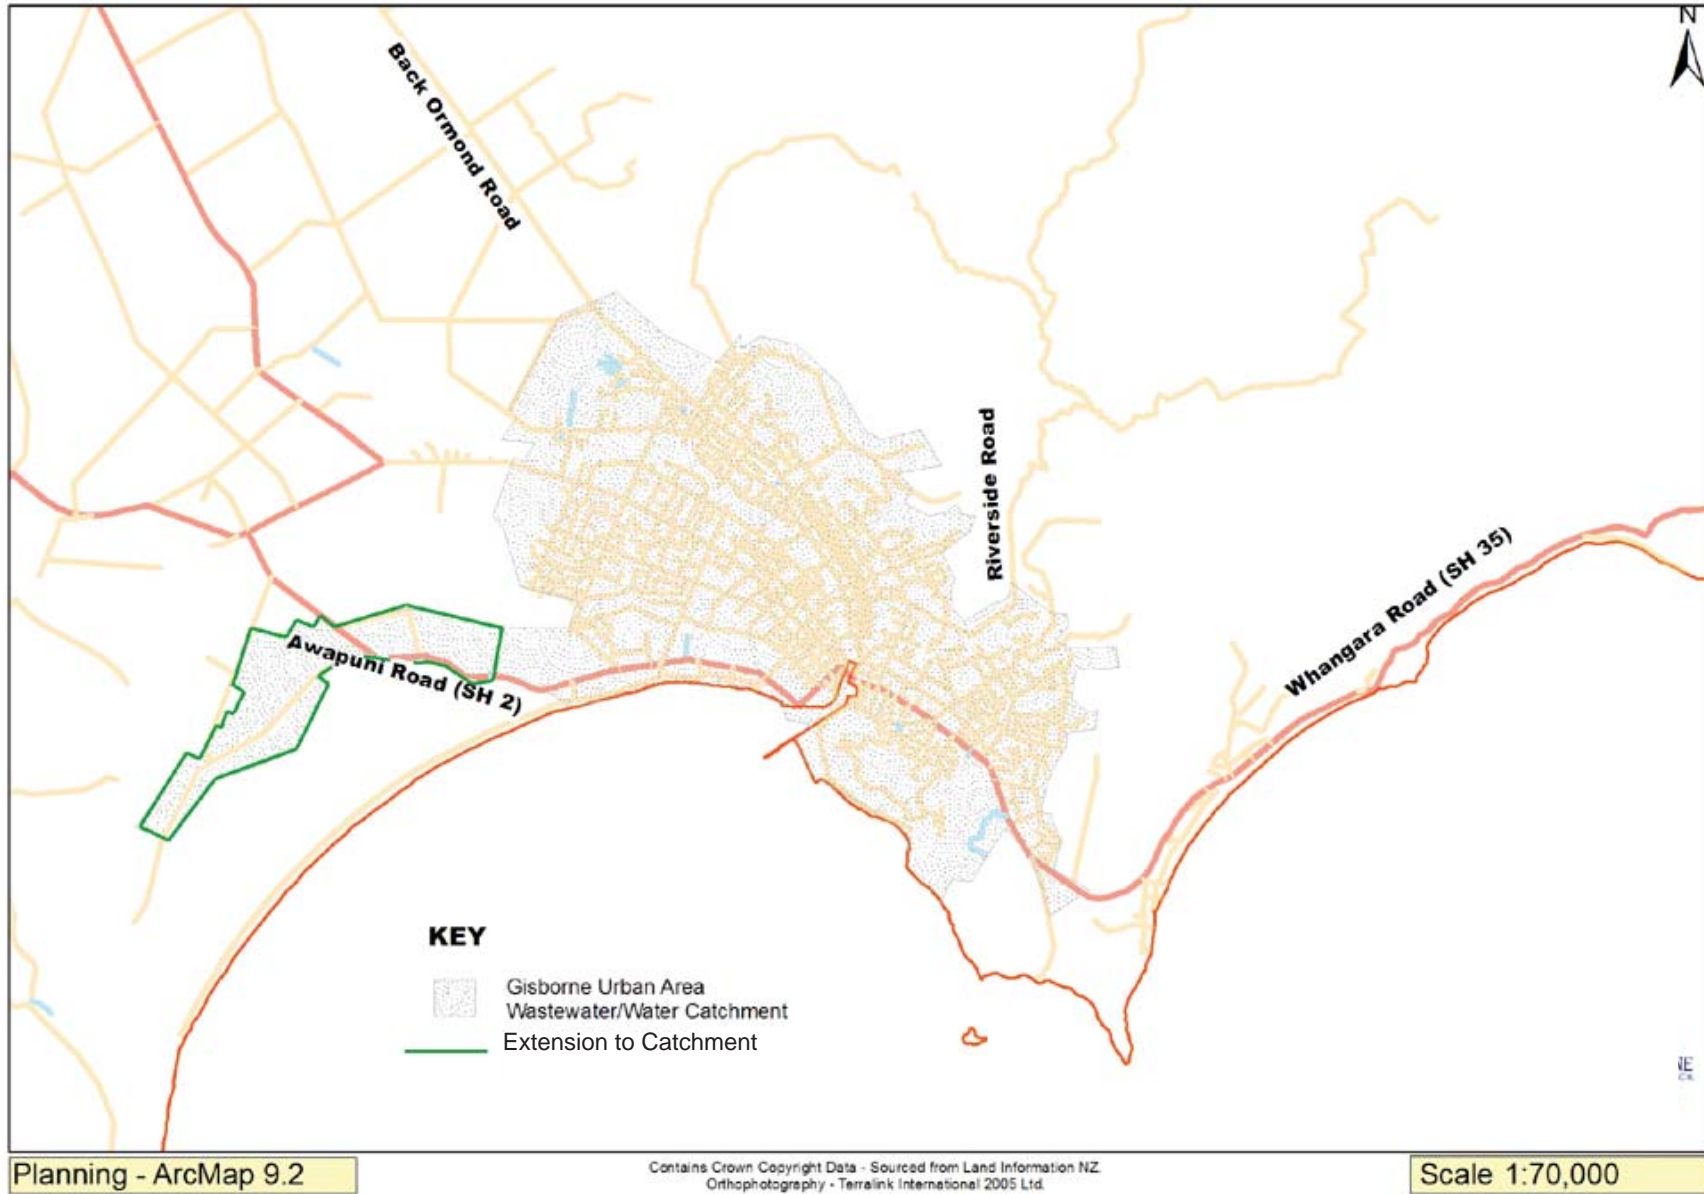 N
Back Ormond Road
Riverside Road
Whangara Road (SH 35)
Awapuni Road (SH 2)
KEY
Gisborne Urban Area
Wastewater/Water Catchment
Extension to Catchment
Planning - ArcMap 9.2
Contains Crown Copyright Data - Sourced from Land Information NZ.
Orthophotography - Terralink International 2005 Ltd.
Scale 1:70,000